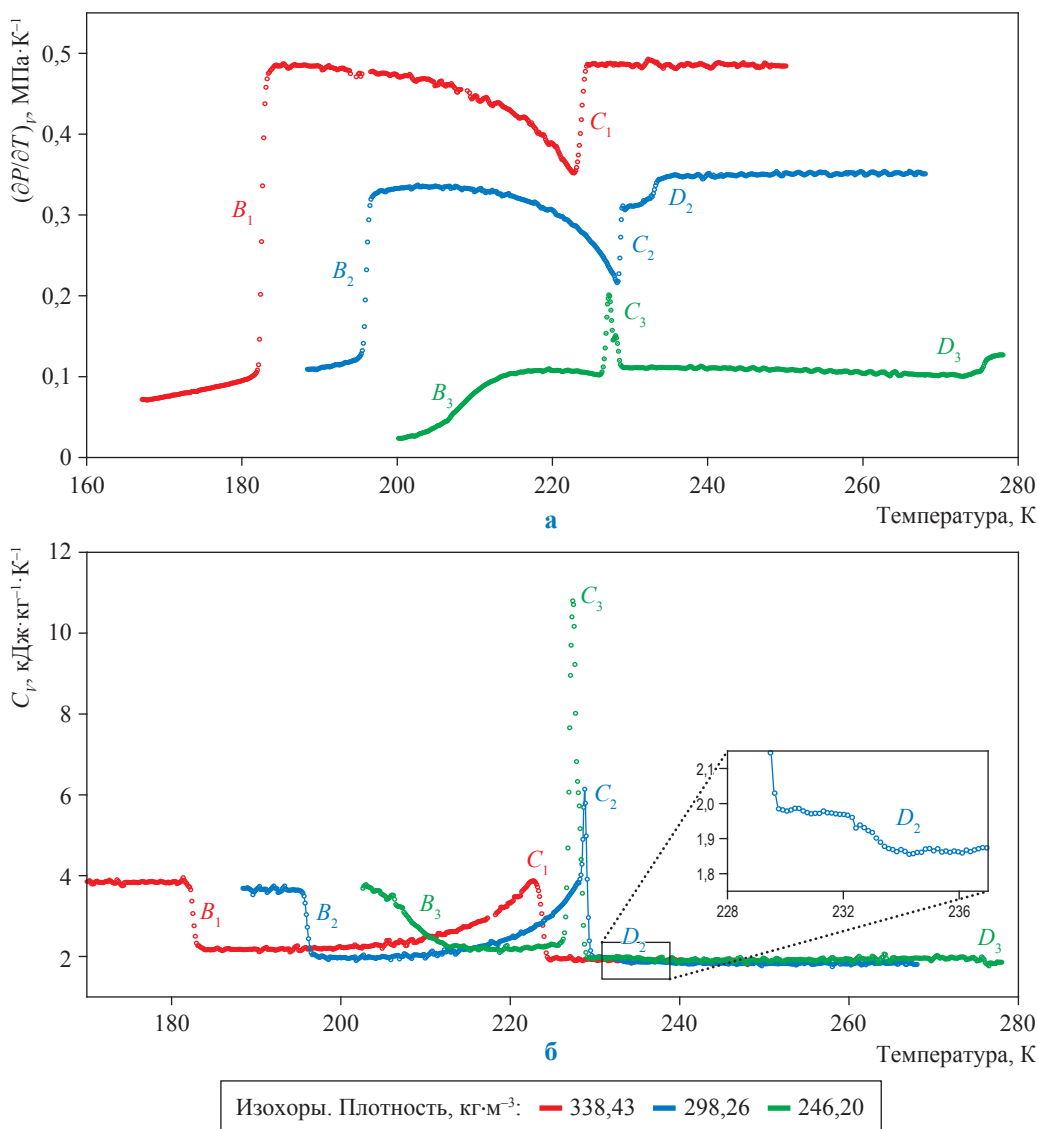 (∂P/∂T)V, МПа·К–1
0,5
0,4
0,3
0,2
0,1
0
B1
C1
B2
C2
D2
B3
C3
D3
160
180
200
220
240
260
280
Температура, К
а
CV, кДж·кг–1·К–1
12
10
8
6
4
2
B1
B2
B3
C1
C2
C3
D2
D3
2,1
2,0
1,9
1,8
D2
228
232
236
180
200
220
240
260
280
Температура, К
б
Изохоры. Плотность, кг·м–3: 338,43 298,26 246,20